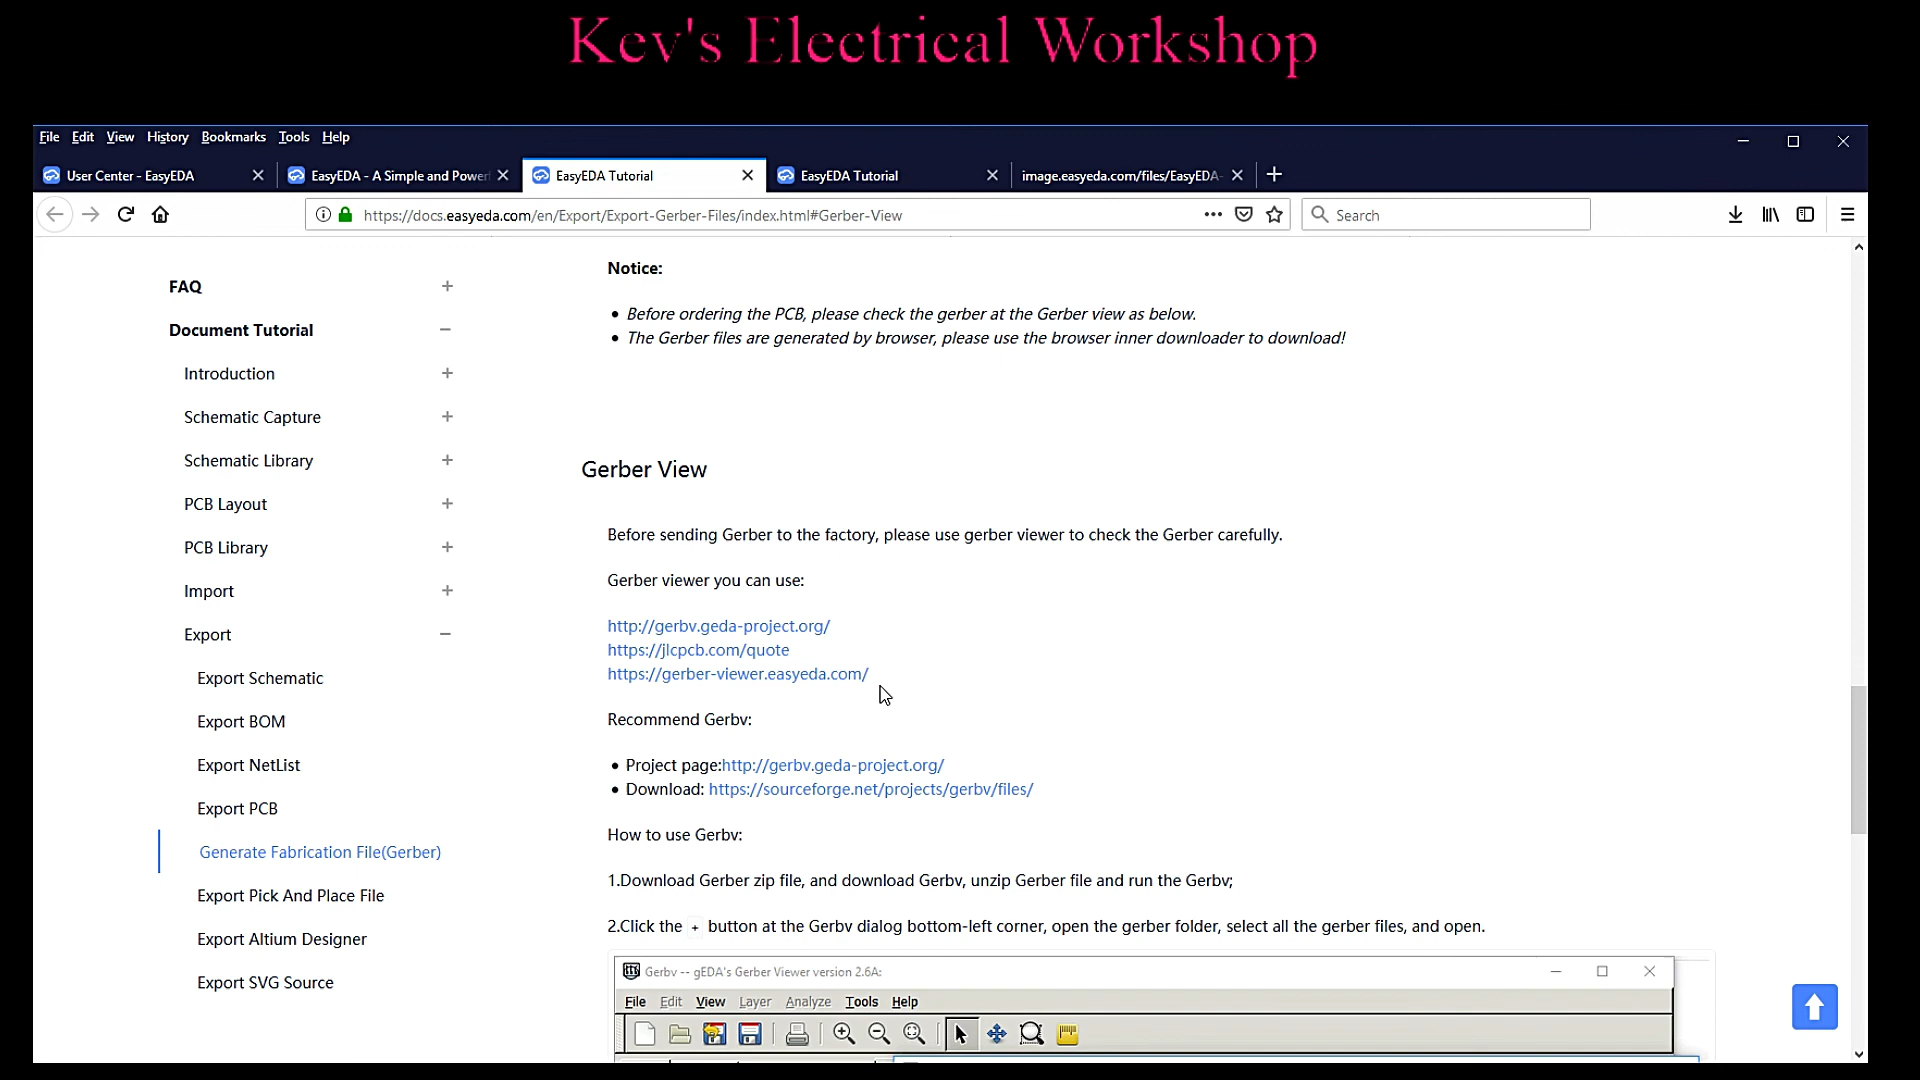 Kev's Electrical Workshop
File Edit View History Bookmarks Tools Help
User Center - EasyEDA
EasyEDA - A Simple and Power
EasyEDA Tutorial
EasyEDA Tutorial
image.easyeda.com/files/EasyEDA-
https://docs.easyeda.com/en/Export/Export-Gerber-Files/index.html#Gerber-View
Search
FAQ
Document Tutorial
Introduction
Schematic Capture
Schematic Library
PCB Layout
PCB Library
Import
Export
Export Schematic
Export BOM
Export NetList
Export PCB
Generate Fabrication File(Gerber)
Export Pick And Place File
Export Altium Designer
Export SVG Source
Notice:
• Before ordering the PCB, please check the gerber at the Gerber view as below.
• The Gerber files are generated by browser, please use the browser inner downloader to download!
Gerber View
Before sending Gerber to the factory, please use gerber viewer to check the Gerber carefully.
Gerber viewer you can use:
http://gerbv.geda-project.org/
https://jlcpcb.com/quote
https://gerber-viewer.easyeda.com/
Recommend Gerbv:
• Project page:http://gerbv.geda-project.org/
• Download: https://sourceforge.net/projects/gerbv/files/
How to use Gerbv:
1.Download Gerber zip file, and download Gerbv, unzip Gerber file and run the Gerbv;
2.Click the + button at the Gerbv dialog bottom-left corner, open the gerber folder, select all the gerber files, and open.
Gerbv -- gEDA's Gerber Viewer version 2.6A:
File Edit View Layer Analyze Tools Help